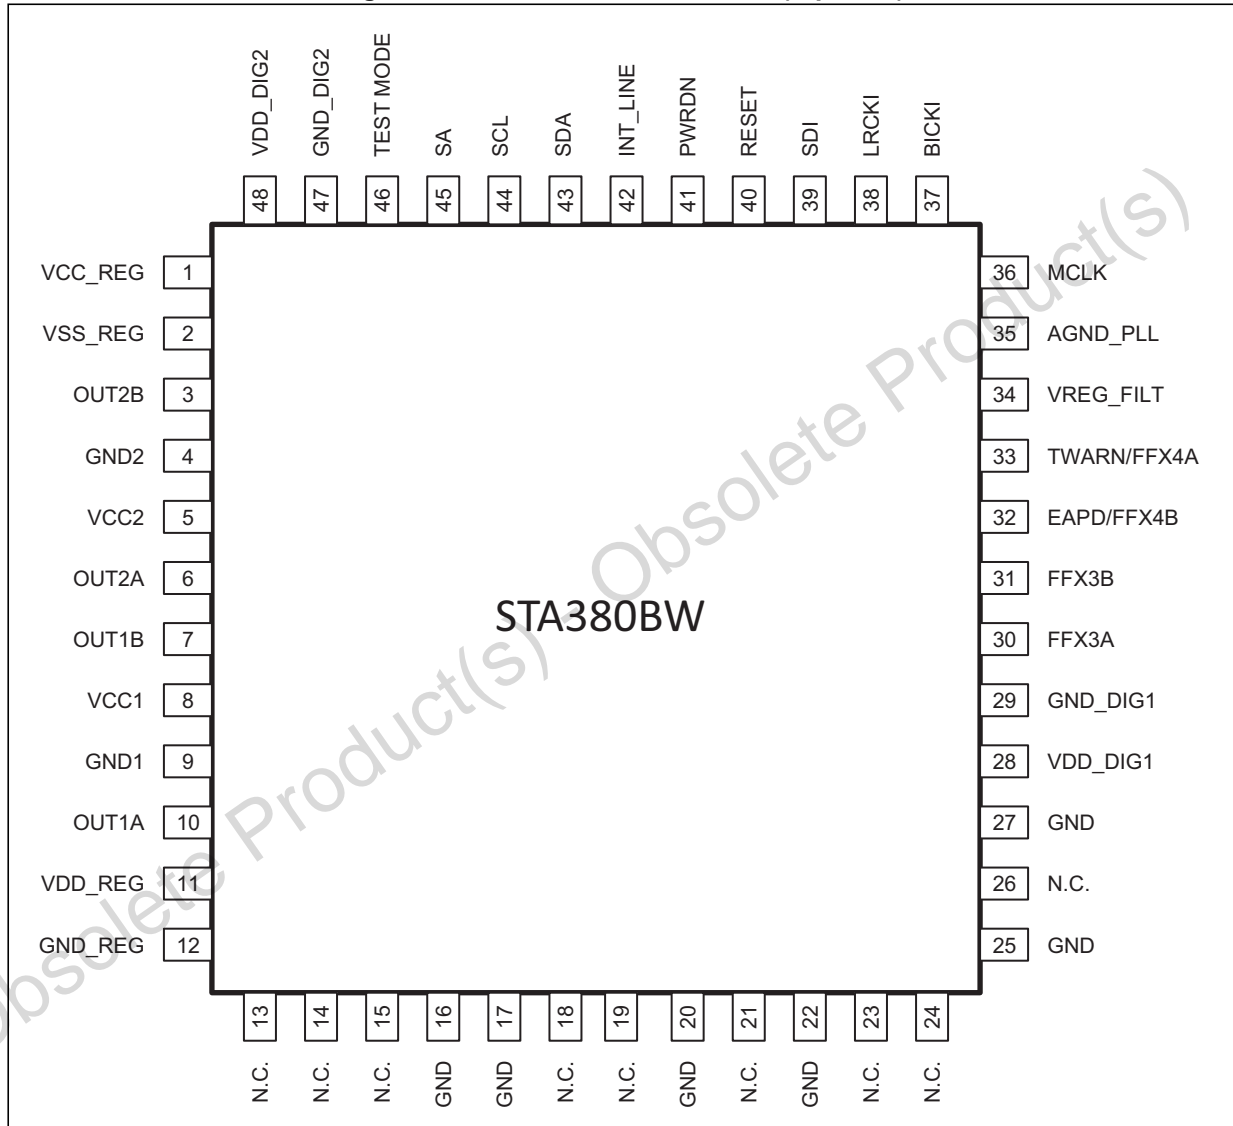 VDD_DIG2
GND_DIG2
TEST MODE
SA
SCL
SDA
INT_LINE
PWRDN
RESET
SDI
LRCKI
BICKI
48
47
46
45
44
43
42
41
40
39
38
37
VCC_REG 1
VSS_REG 2
OUT2B 3
GND2 4
VCC2 5
OUT2A 6
OUT1B 7
VCC1 8
GND1 9
OUT1A 10
VDD_REG 11
GND_REG 12
STA380BW
36 MCLK
35 AGND_PLL
34 VREG_FILT
33 TWARN/FFX4A
32 EAPD/FFX4B
31 FFX3B
30 FFX3A
29 GND_DIG1
28 VDD_DIG1
27 GND
26 N.C.
25 GND
13
14
15
16
17
18
19
20
21
22
23
24
N.C.
N.C.
N.C.
GND
GND
N.C.
N.C.
GND
N.C.
GND
N.C.
N.C.
Obsolete Product(s) - Obsolete Product(s)